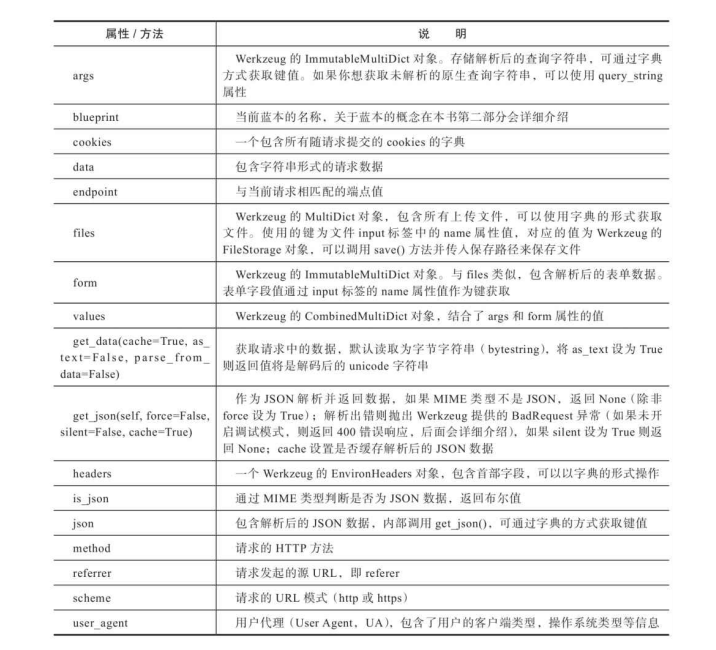 属性 / 方法 说 明
args Werkzeug 的 ImmutableMultiDict 对象。存储解析后的查询字符串，可通过字典
方式获取键值。如果你想获取未解析的原生查询字符串，可以使用 query_string
属性
blueprint 当前蓝本的名称，关于蓝本的概念在本书第二部分会详细介绍
cookies 一个包含所有随请求提交的 cookies 的字典
data 包含字符串形式的请求数据
endpoint 与当前请求相匹配的端点值
files Werkzeug 的 MultiDict 对象，包含所有上传文件，可以使用字典的形式获取
文件。使用的键为文件 input 标签中的 name 属性值，对应的值为 Werkzeug 的
FileStorage 对象，可以调用 save() 方法并传入保存路径来保存文件
form Werkzeug 的 ImmutableMultiDict 对象。与 files 类似，包含解析后的表单数据。
表单字段值通过 input 标签的 name 属性值作为键获取
values Werkzeug 的 CombinedMultiDict 对象，结合了 args 和 form 属性的值
get_data(cache=True, as_
text=False, parse_from_
data=False)
获取请求中的数据，默认读取为字节字符串（bytestring），将 as_text 设为 True
则返回值将是解码后的 unicode 字符串
get_json(self, force=False,
silent=False, cache=True)
作为 JSON 解析并返回数据，如果 MIME 类型不是 JSON，返回 None（除非
force 设为 True）；解析出错则抛出 Werkzeug 提供的 BadRequest 异常（如果未开
启调试模式，则返回 400 错误响应，后面会详细介绍），如果 silent 设为 True 则返
回 None；cache 设置是否缓存解析后的 JSON 数据
headers 一个 Werkzeug 的 EnvironHeaders 对象，包含首部字段，可以以字典的形式操作
is_json 通过 MIME 类型判断是否为 JSON 数据，返回布尔值
json 包含解析后的 JSON 数据，内部调用 get_json()，可通过字典的方式获取键值
method 请求的 HTTP 方法
referrer 请求发起的源 URL，即 referer
scheme 请求的 URL 模式（http 或 https）
user_agent 用户代理（User Agent，UA），包含了用户的客户端类型，操作系统类型等信息